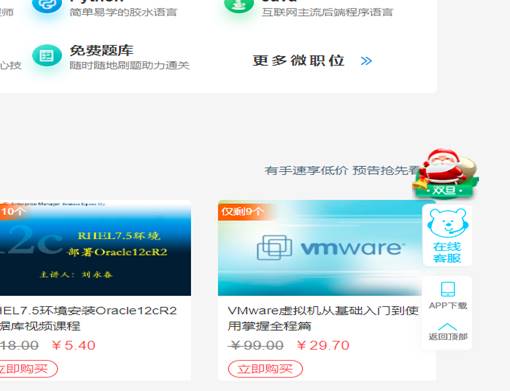 Python
Java
程师
简单易学的胶水语言
互联网主流后端程序语言
免费题库
心技
随时随地刷题助力通关
更多微职位
有手速享低价 预告抢先看
双旦
10个
RHEL7.5环境
部署Oracle12cR2
主讲人：刘永春
仅剩9个
vmware
在线
客服
APP下载
返回顶部
HEL7.5环境安装Oracle12cR2
据库视频课程
18.00 ￥5.40
立即购买
VMware虚拟机从基础入门到使
用掌握全程篇
￥99.00 ￥29.70
立即购买